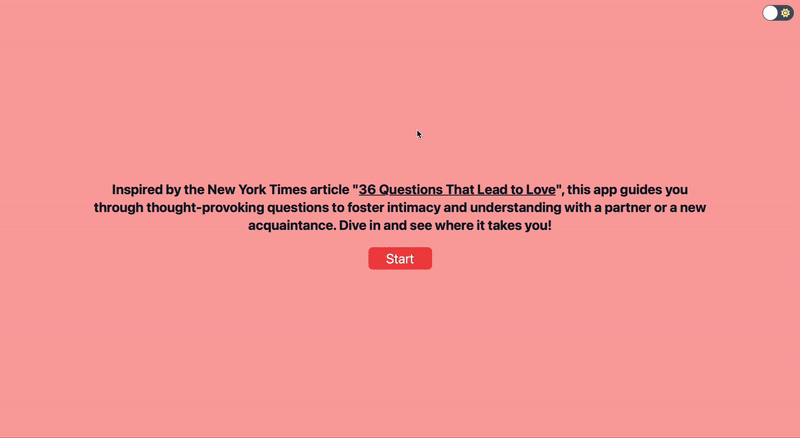 Inspired by the New York Times article "36 Questions That Lead to Love", this app guides you
through thought-provoking questions to foster intimacy and understanding with a partner or a new
acquaintance. Dive in and see where it takes you!
Start